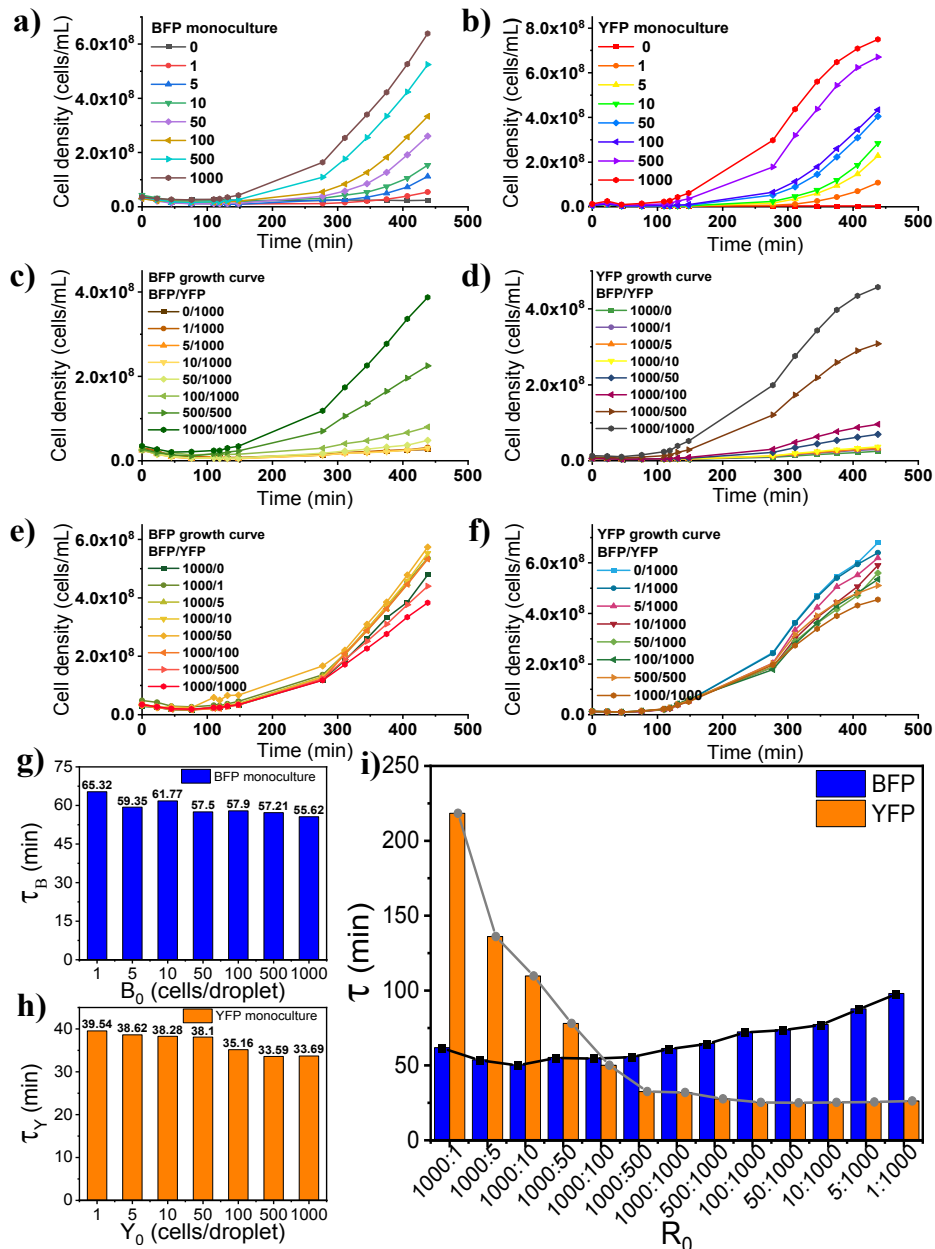 a)
BFP monoculture
0
1
5
10
50
100
500
1000
Cell density (cells/mL)
6.0x10⁸
4.0x10⁸
2.0x10⁸
0.0
0 100 200 300 400 500
Time (min)
b)
YFP monoculture
0
1
5
10
50
100
500
1000
Cell density (cells/mL)
8.0x10⁸
6.0x10⁸
4.0x10⁸
2.0x10⁸
0.0
0 100 200 300 400 500
Time (min)
c)
BFP growth curve
BFP/YFP
0/1000
1/1000
5/1000
10/1000
50/1000
100/1000
500/500
1000/1000
Cell density (cells/mL)
4.0x10⁸
2.0x10⁸
0.0
0 100 200 300 400 500
Time (min)
d)
YFP growth curve
BFP/YFP
1000/0
1000/1
1000/5
1000/10
1000/50
1000/100
1000/500
1000/1000
Cell density (cells/mL)
4.0x10⁸
2.0x10⁸
0.0
0 100 200 300 400 500
Time (min)
e)
BFP growth curve
BFP/YFP
1000/0
1000/1
1000/5
1000/10
1000/50
1000/100
1000/500
1000/1000
Cell density (cells/mL)
6.0x10⁸
4.0x10⁸
2.0x10⁸
0.0
0 100 200 300 400 500
Time (min)
f)
YFP growth curve
BFP/YFP
0/1000
1/1000
5/1000
10/1000
50/1000
100/1000
500/500
1000/1000
Cell density (cells/mL)
6.0x10⁸
4.0x10⁸
2.0x10⁸
0.0
0 100 200 300 400 500
Time (min)
g)
BFP monoculture
65.32 59.35 61.77 57.5 57.9 57.21 55.62
τB (min)
75
60
45
30
15
0
1 5 10 50 100 500 1000
B₀ (cells/droplet)
h)
YFP monoculture
39.54 38.62 38.28 38.1 35.16 33.59 33.69
τY (min)
40
30
20
10
0
1 5 10 50 100 500 1000
Y₀ (cells/droplet)
i)
BFP
YFP
τ (min)
250
200
150
100
50
0
1000:1 1000:5 1000:10 1000:50 1000:100 1000:500 1000:1000 500:1000 100:1000 50:1000 10:1000 5:1000 1:1000
R₀